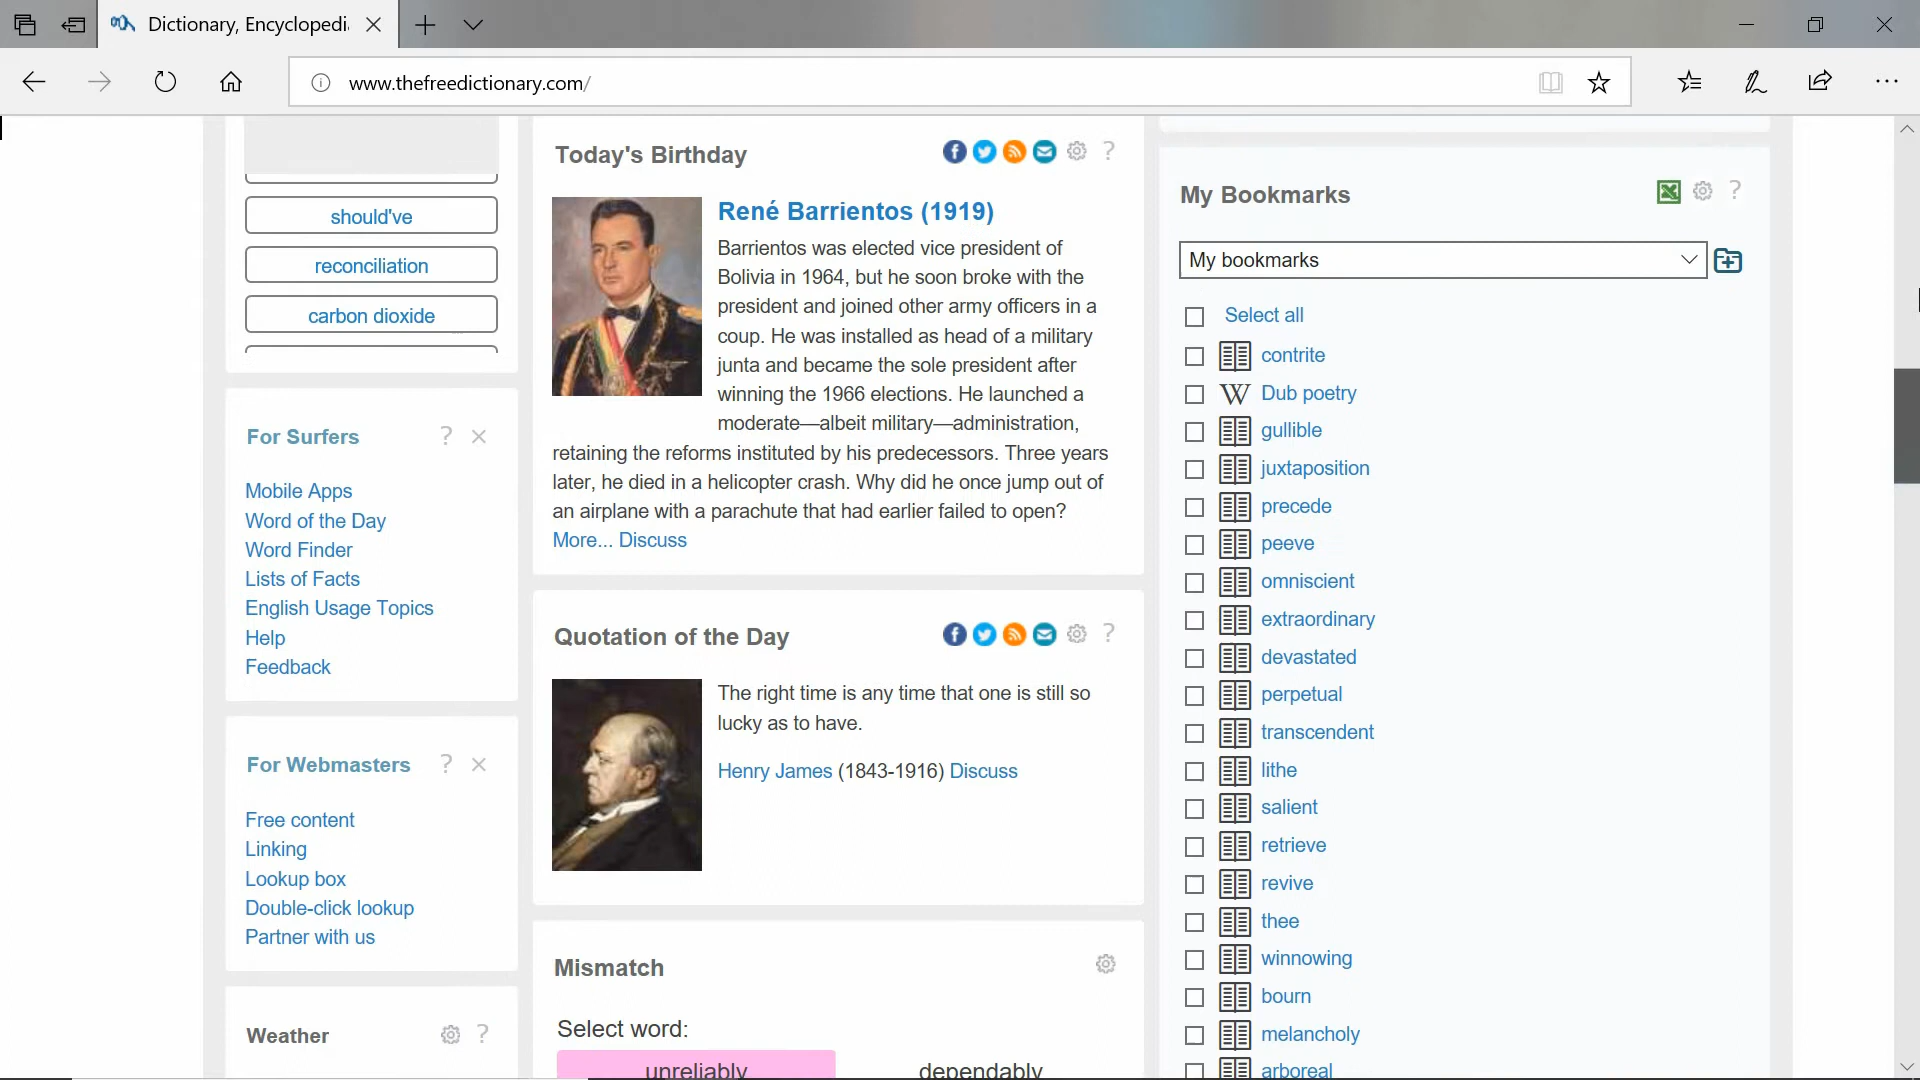 Dictionary, Encyclopedi
www.thefreedictionary.com/
should've
reconciliation
carbon dioxide
For Surfers ?
Mobile Apps
Word of the Day
Word Finder
Lists of Facts
English Usage Topics
Help
Feedback
For Webmasters ?
Free content
Linking
Lookup box
Double-click lookup
Partner with us
Weather ?
Today's Birthday ?
René Barrientos (1919)
Barrientos was elected vice president of
Bolivia in 1964, but he soon broke with the
president and joined other army officers in a
coup. He was installed as head of a military
junta and became the sole president after
winning the 1966 elections. He launched a
moderate—albeit military—administration,
retaining the reforms instituted by his predecessors. Three years
later, he died in a helicopter crash. Why did he once jump out of
an airplane with a parachute that had earlier failed to open?
More... Discuss
Quotation of the Day ?
The right time is any time that one is still so
lucky as to have.
Henry James (1843-1916) Discuss
Mismatch
Select word:
unreliably dependably
My Bookmarks ?
My bookmarks
Select all
contrite
W Dub poetry
gullible
juxtaposition
precede
peeve
omniscient
extraordinary
devastated
perpetual
transcendent
lithe
salient
retrieve
revive
thee
winnowing
bourn
melancholy
arboreal